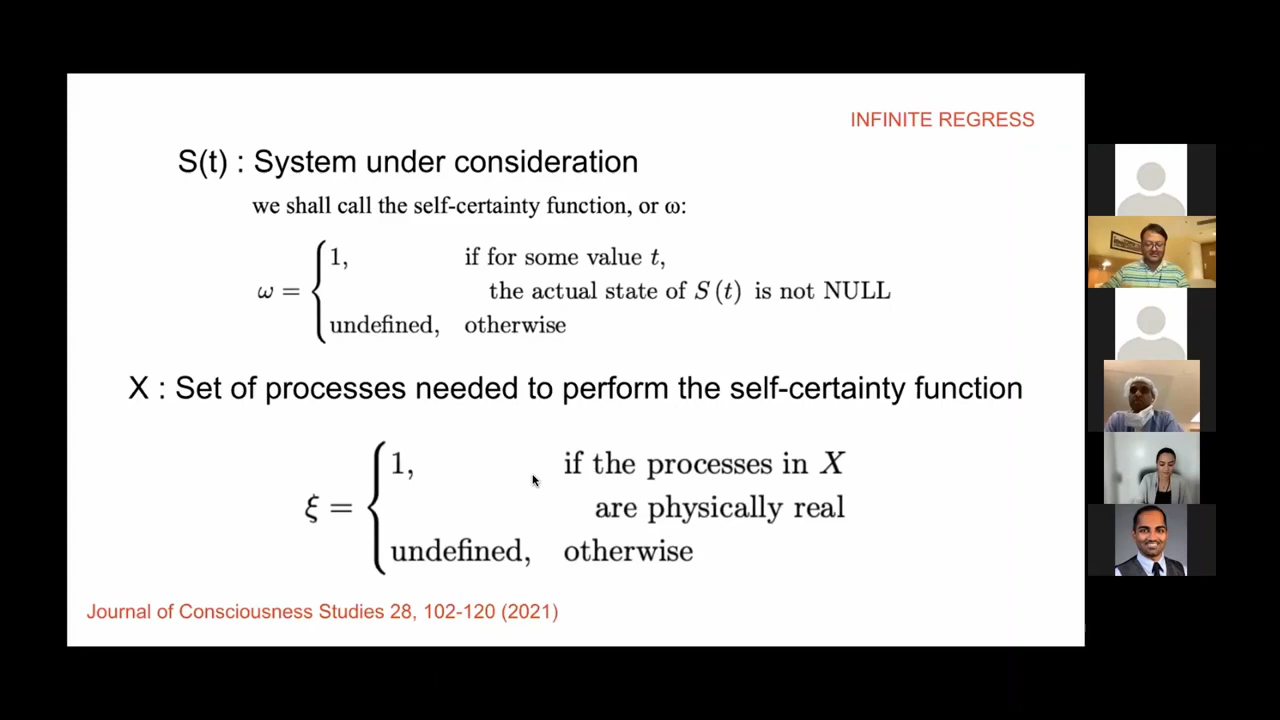 INFINITE REGRESS
S(t) : System under consideration
we shall call the self-certainty function, or ω:
ω = { 1, if for some value t,
the actual state of S (t) is not NULL
undefined, otherwise
X : Set of processes needed to perform the self-certainty function
ξ = { 1, if the processes in X
are physically real
undefined, otherwise
Journal of Consciousness Studies 28, 102-120 (2021)